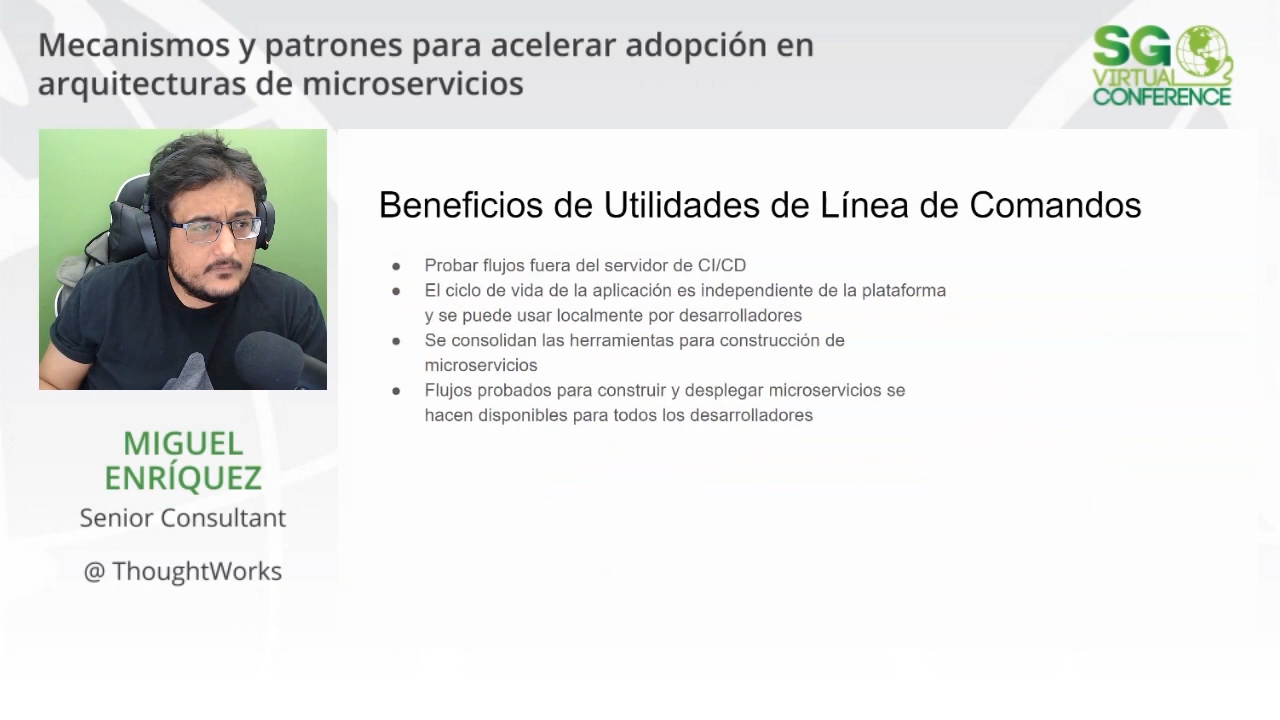 Mecanismos y patrones para acelerar adopción en
arquitecturas de microservicios
SG
VIRTUAL
CONFERENCE
Beneficios de Utilidades de Línea de Comandos
● Probar flujos fuera del servidor de CI/CD
● El ciclo de vida de la aplicación es independiente de la plataforma
y se puede usar localmente por desarrolladores
● Se consolidan las herramientas para construcción de
microservicios
● Flujos probados para construir y desplegar microservicios se
hacen disponibles para todos los desarrolladores
MIGUEL
ENRÍQUEZ
Senior Consultant
@ ThoughtWorks